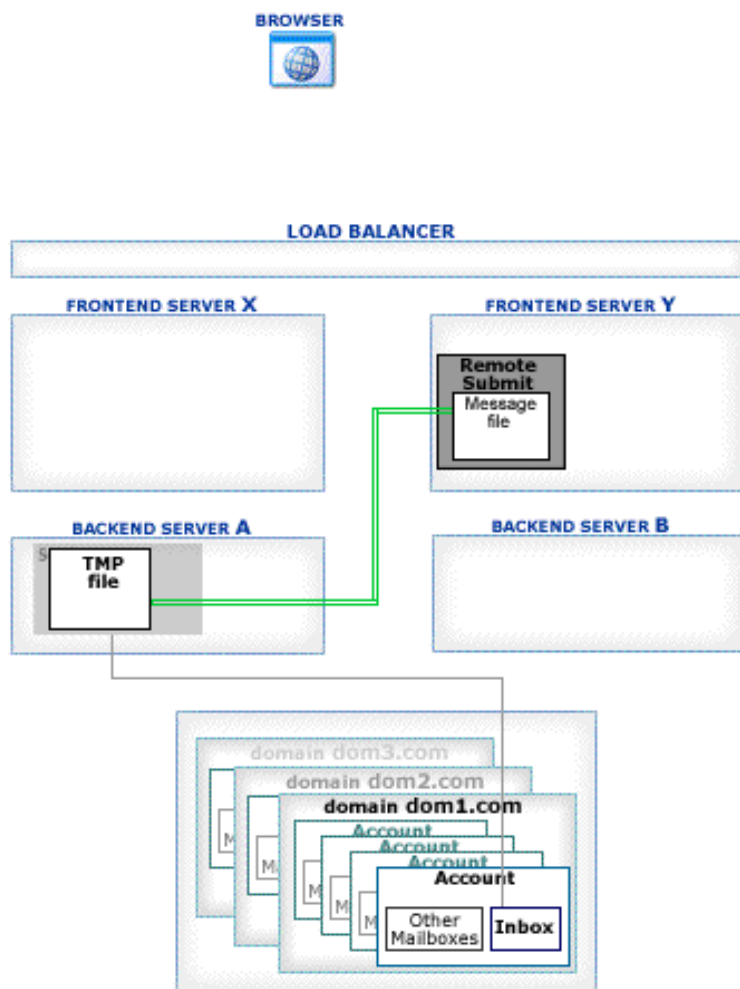 BROWSER
LOAD BALANCER
FRONTEND SERVER X
FRONTEND SERVER Y
Remote
Submit
Message
file
BACKEND SERVER A
BACKEND SERVER B
S
TMP
file
domain dom3.com
domain dom2.com
domain dom1.com
Account
Account
Account
Account
M
Ma
M
M
M
Other
Mailboxes
Inbox